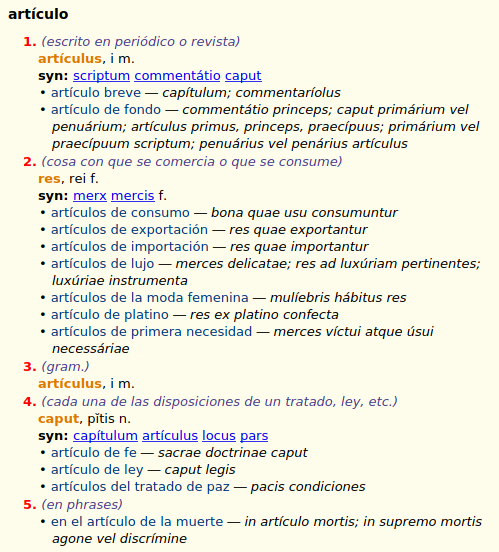 artículo
1. (escrito en periódico o revista)
artículus, i m.
syn: scriptum commentátio caput
• artículo breve — capítulum; commentaríolus
• artículo de fondo — commentátio princeps; caput primárium vel
penuárium; artículus primus, princeps, praecípuus; primárium vel
praecípuum scriptum; penuárius vel penárius artículus
2. (cosa con que se comercia o que se consume)
res, rei f.
syn: merx mercis f.
• artículos de consumo — bona quae usu consumuntur
• artículos de exportación — res quae exportantur
• artículos de importación — res quae importantur
• artículos de lujo — merces delicatae; res ad luxúriam pertinentes;
luxúriae instrumenta
• artículos de la moda femenina — mulíebris hábitus res
• artículo de platino — res ex platino confecta
• artículos de primera necesidad — merces víctui atque úsui
necessáriae
3. (gram.)
artículus, i m.
4. (cada una de las disposiciones de un tratado, ley, etc.)
caput, pĭtis n.
syn: capítulum artículus locus pars
• artículo de fe — sacrae doctrinae caput
• artículo de ley — caput legis
• artículos del tratado de paz — pacis condiciones
5. (en phrases)
• en el artículo de la muerte — in artículo mortis; in supremo mortis
agone vel discrímine